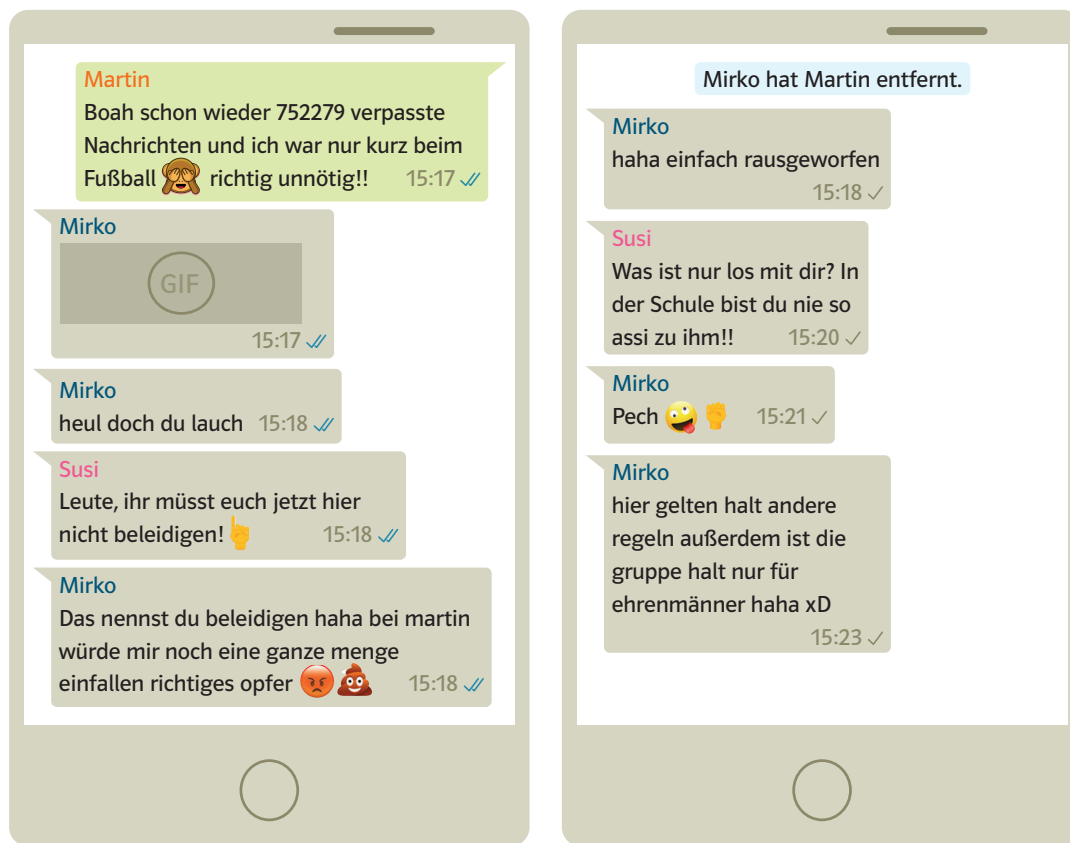 Martin
Boah schon wieder 752279 verpasste
Nachrichten und ich war nur kurz beim
Fußball 🙈 richtig unnötig!! 15:17
Mirko
GIF
15:17
Mirko
heul doch du lauch 15:18
Susi
Leute, ihr müsst euch jetzt hier
nicht beleidigen! ☝ 15:18
Mirko
Das nennst du beleidigen haha bei martin
würde mir noch eine ganze menge
einfallen richtiges opfer 😡 💩 15:18
Mirko hat Martin entfernt.
Mirko
haha einfach rausgeworfen
15:18
Susi
Was ist nur los mit dir? In
der Schule bist du nie so
assi zu ihm!! 15:20
Mirko
Pech 🤪 ✊ 15:21
Mirko
hier gelten halt andere
regeln außerdem ist die
gruppe halt nur für
ehrenmänner haha xD
15:23